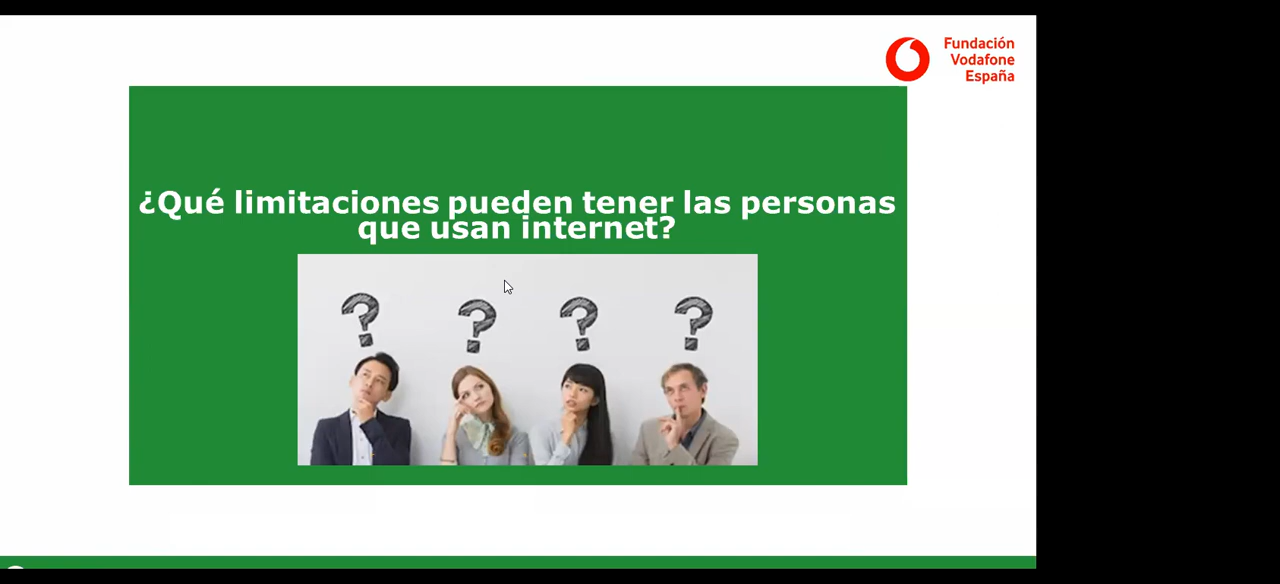 Fundación
Vodafone
España
¿Qué limitaciones pueden tener las personas
que usan internet?
? ? ? ?